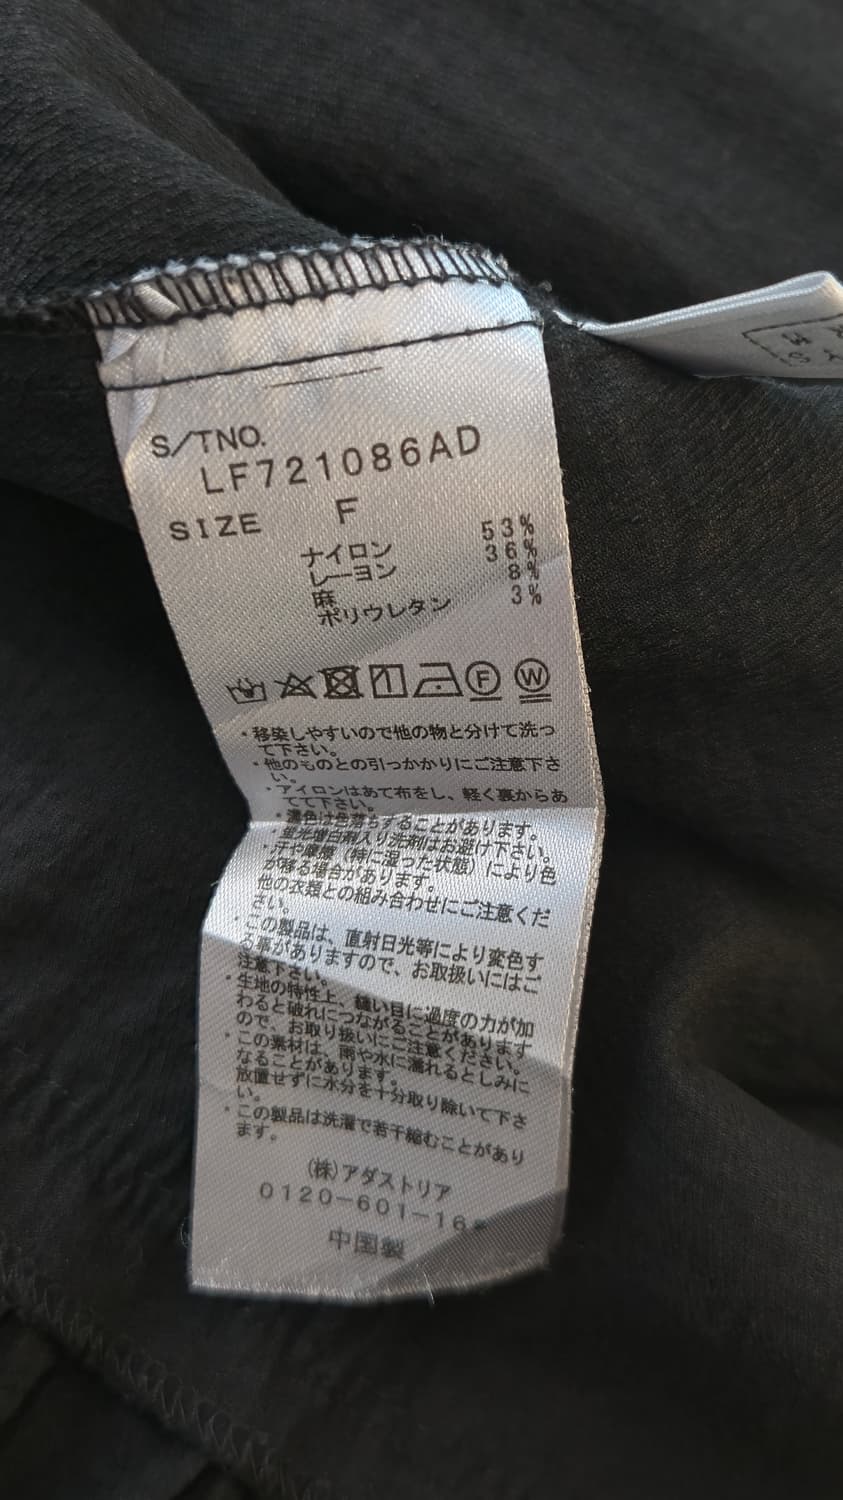 S/TNO.
LF721086AD
SIZE F
ナイロン 53%
レーヨン 36%
麻 8%
ポリウレタン 3%
F W
・移染しやすいので他の物と分けて洗っ
て下さい。
・他のものとの引っかかりにご注意下さ
い。
・アイロンはあて布をし、軽く裏からあ
てて下さい。
・濃色は色落ちすることがあります。
・蛍光増白剤入り洗剤はお避け下さい。
・汗や摩擦（特に湿った状態）により色
が移る場合があります。
他の衣類との組み合わせにご注意くだ
さい。
・この製品は、直射日光等により変色す
る事がありますので、お取扱いにはご
注意下さい。
・生地の特性上、縫い目に過度の力が加
わると破れにつながることがあります
ので、お取り扱いにご注意ください。
・この素材は、雨や水に濡れるとしみに
なることがあります。
放置せずに水分を十分取り除いて下さ
い。
・この製品は洗濯で若干縮むことがあり
ます。
(株)アダストリア
0120-601-16
中国製